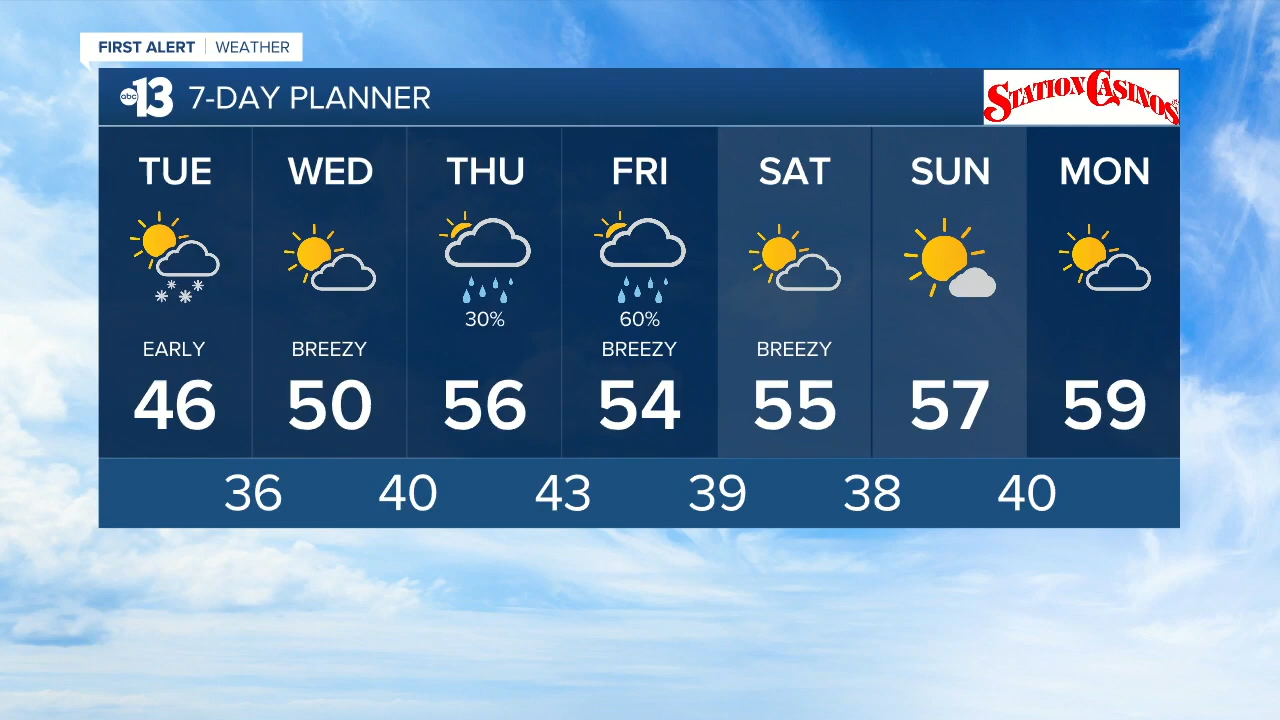 FIRST ALERT | WEATHER
abc 13 7-DAY PLANNER
STATION CASINOS
TUE WED THU FRI SAT SUN MON
30% 60%
EARLY BREEZY BREEZY BREEZY
46 50 56 54 55 57 59
36 40 43 39 38 40